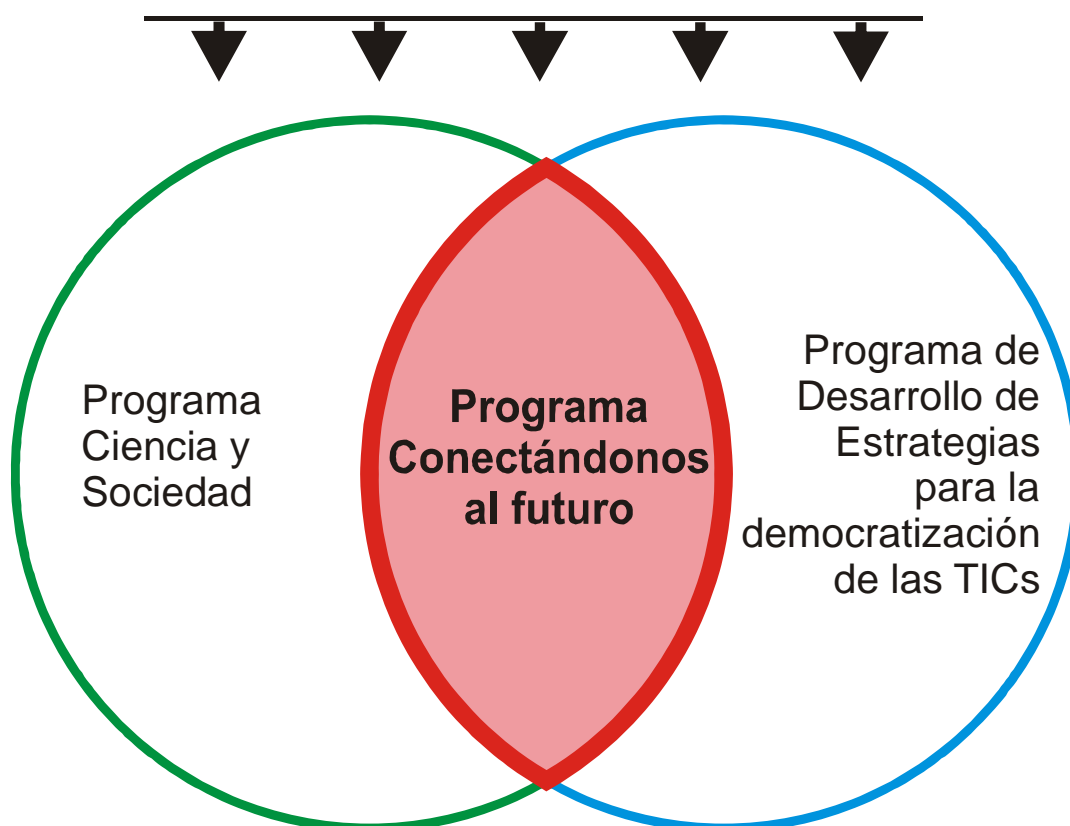 Programa
Ciencia y
Sociedad
Programa
Conectándonos
al futuro
Programa de
Desarrollo de
Estrategias
para la
democratización
de las TICs